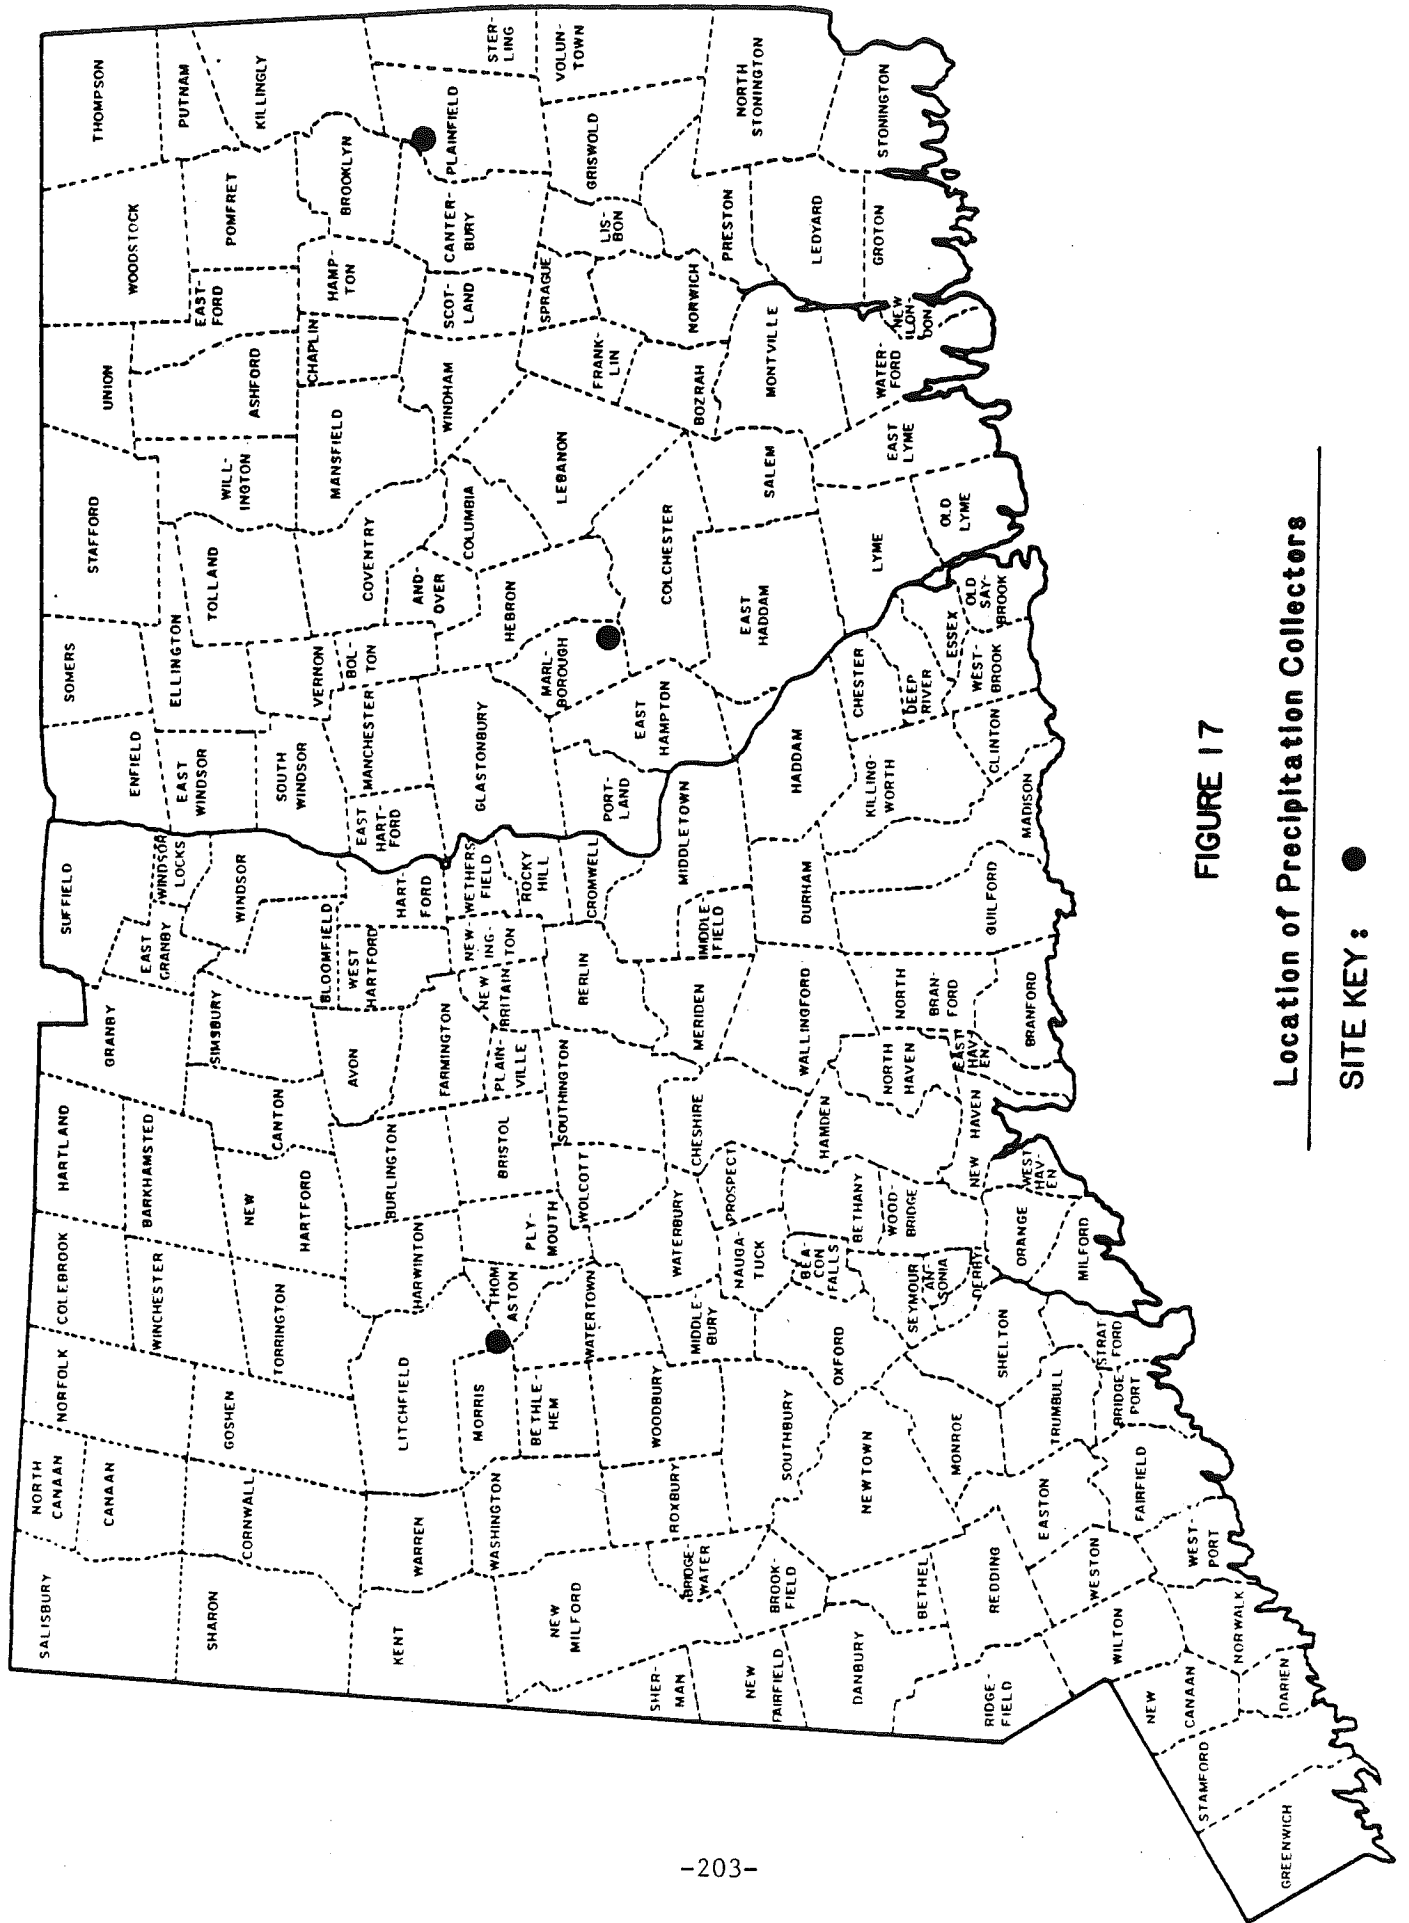 SALISBURY
NORTH
CANAAN
CANAAN
NORFOLK
COLEBROOK
HARTLAND
GRANBY
SUFFIELD
ENFIELD
SOMERS
STAFFORD
UNION
WOODSTOCK
THOMPSON
SHARON
CORNWALL
GOSHEN
WINCHESTER
BARKHAMSTED
EAST
GRANBY
WINDSOR
LOCKS
EAST
WINDSOR
ELLINGTON
TOLLAND
WILL-
INGTON
ASHFORD
EAST-
FORD
POMFRET
PUTNAM
KILLINGLY
TORRINGTON
NEW
HARTFORD
CANTON
SIMSBURY
BLOOMFIELD
WINDSOR
SOUTH
WINDSOR
VERNON
BOL-
TON
COVENTRY
MANSFIELD
CHAPLIN
HAMP-
TON
BROOKLYN
KENT
WARREN
LITCHFIELD
HARWINTON
BURLINGTON
AVON
WEST
HARTFORD
HART-
FORD
EAST
HART-
FORD
MANCHESTER
AND-
OVER
COLUMBIA
WINDHAM
SCOT-
LAND
CANTER-
BURY
PLAINFIELD
STER-
LING
NEW
MILFORD
WASHINGTON
MORRIS
BETHLE-
HEM
THOM
ASTON
PLY-
MOUTH
BRISTOL
FARMINGTON
PLAIN-
VILLE
NEW
BRITAIN
NEW-
ING-
TON
WETHERS
FIELD
ROCKY
HILL
GLASTONBURY
HEBRON
MARL-
BOROUGH
LEBANON
FRANK-
LIN
SPRAGUE
LIS-
BON
GRISWOLD
VOLUN-
TOWN
SHER-
MAN
BRIDGE-
WATER
ROXBURY
WOODBURY
WATERTOWN
WOLCOTT
SOUTHINGTON
BERLIN
CROMWELL
PORT-
LAND
EAST
HAMPTON
COLCHESTER
BOZRAH
NORWICH
PRESTON
NORTH
STONINGTON
NEW
FAIRFIELD
BROOK-
FIELD
SOUTHBURY
MIDDLE-
BURY
WATERBURY
NAUGA-
TUCK
PROSPECT
CHESHIRE
MERIDEN
MIDDLE-
FIELD
MIDDLETOWN
EAST
HADDAM
SALEM
MONTVILLE
LEDYARD
DANBURY
BETHEL
NEWTOWN
OXFORD
BEA-
CON
FALLS
BETHANY
HAMDEN
WALLINGFORD
DURHAM
HADDAM
CHESTER
LYME
EAST
LYME
WATER-
FORD
NEW
LON-
DON
GROTON
STONINGTON
RIDGE-
FIELD
REDDING
MONROE
SEYMOUR
AN-
SONIA
DERBY
WOOD-
BRIDGE
NORTH
HAVEN
NORTH
BRAN-
FORD
KILLING-
WORTH
DEEP
RIVER
ESSEX
OLD
LYME
EASTON
SHELTON
ORANGE
NEW
HAVEN
WEST
HAV-
EN
EAST
HAV-
EN
BRANFORD
GUILFORD
MADISON
CLINTON
WEST-
BROOK
OLD
SAY-
BROOK
WILTON
WESTON
TRUMBULL
STRAT
FORD
MILFORD
NEW
CANAAN
NORWALK
WEST-
PORT
FAIRFIELD
BRIDGE-
PORT
STAMFORD
DARIEN
GREENWICH
FIGURE 17
Location of Precipitation Collectors
SITE KEY:
-203-